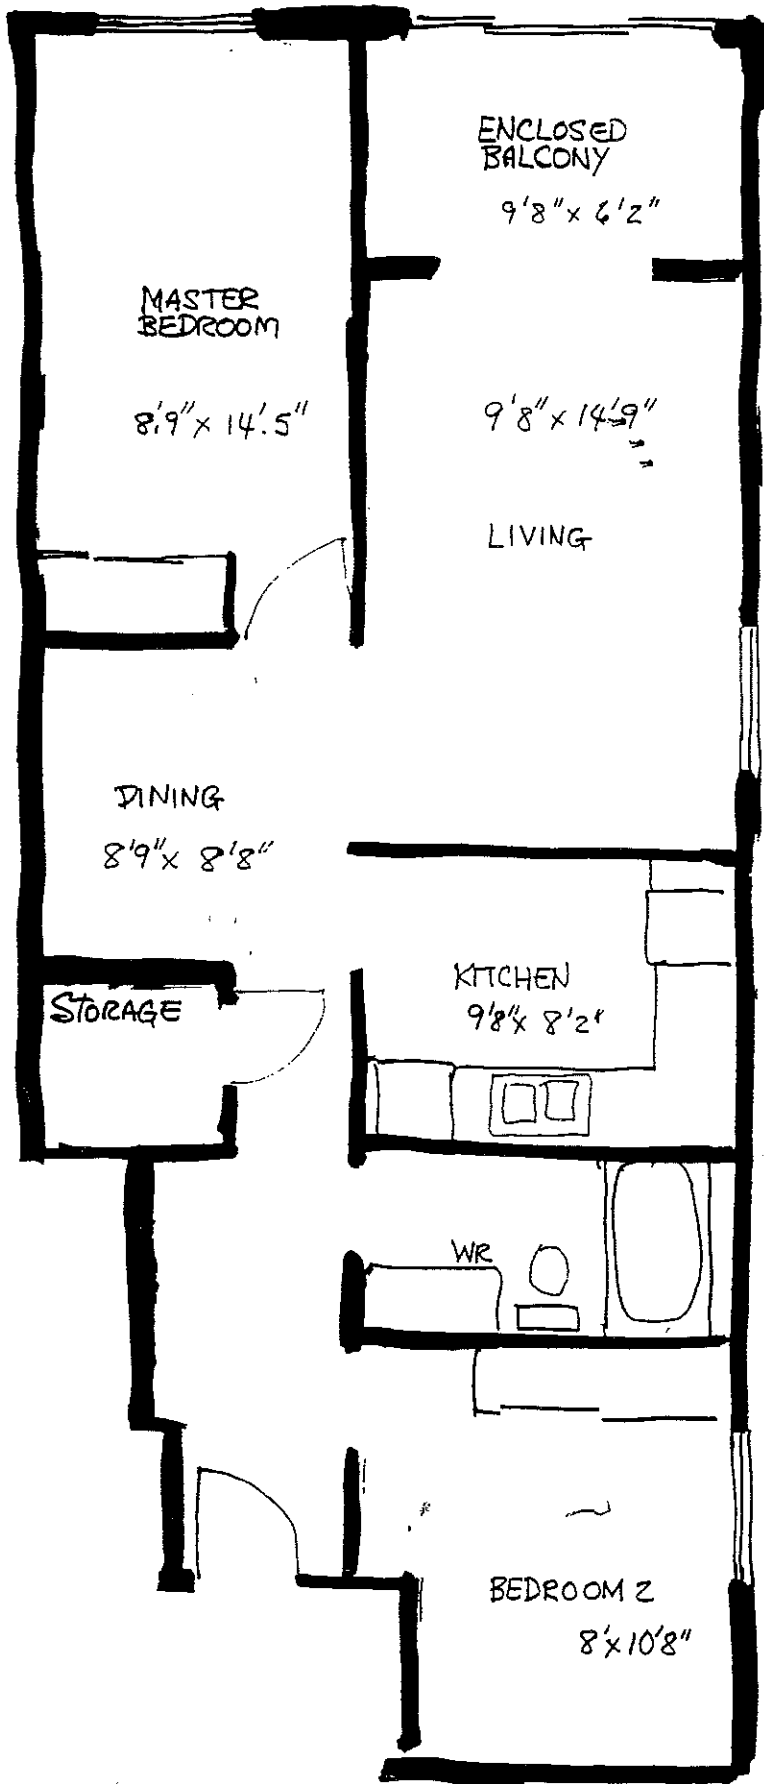 ENCLOSED
BALCONY
9'8" x 6'2"
MASTER
BEDROOM
8'.9" x 14'.5"
9'8" x 14'9"
LIVING
DINING
8'9" x 8'8"
KITCHEN
9'8" x 8'2"
STORAGE
WR
BEDROOM 2
8' x 10'8"